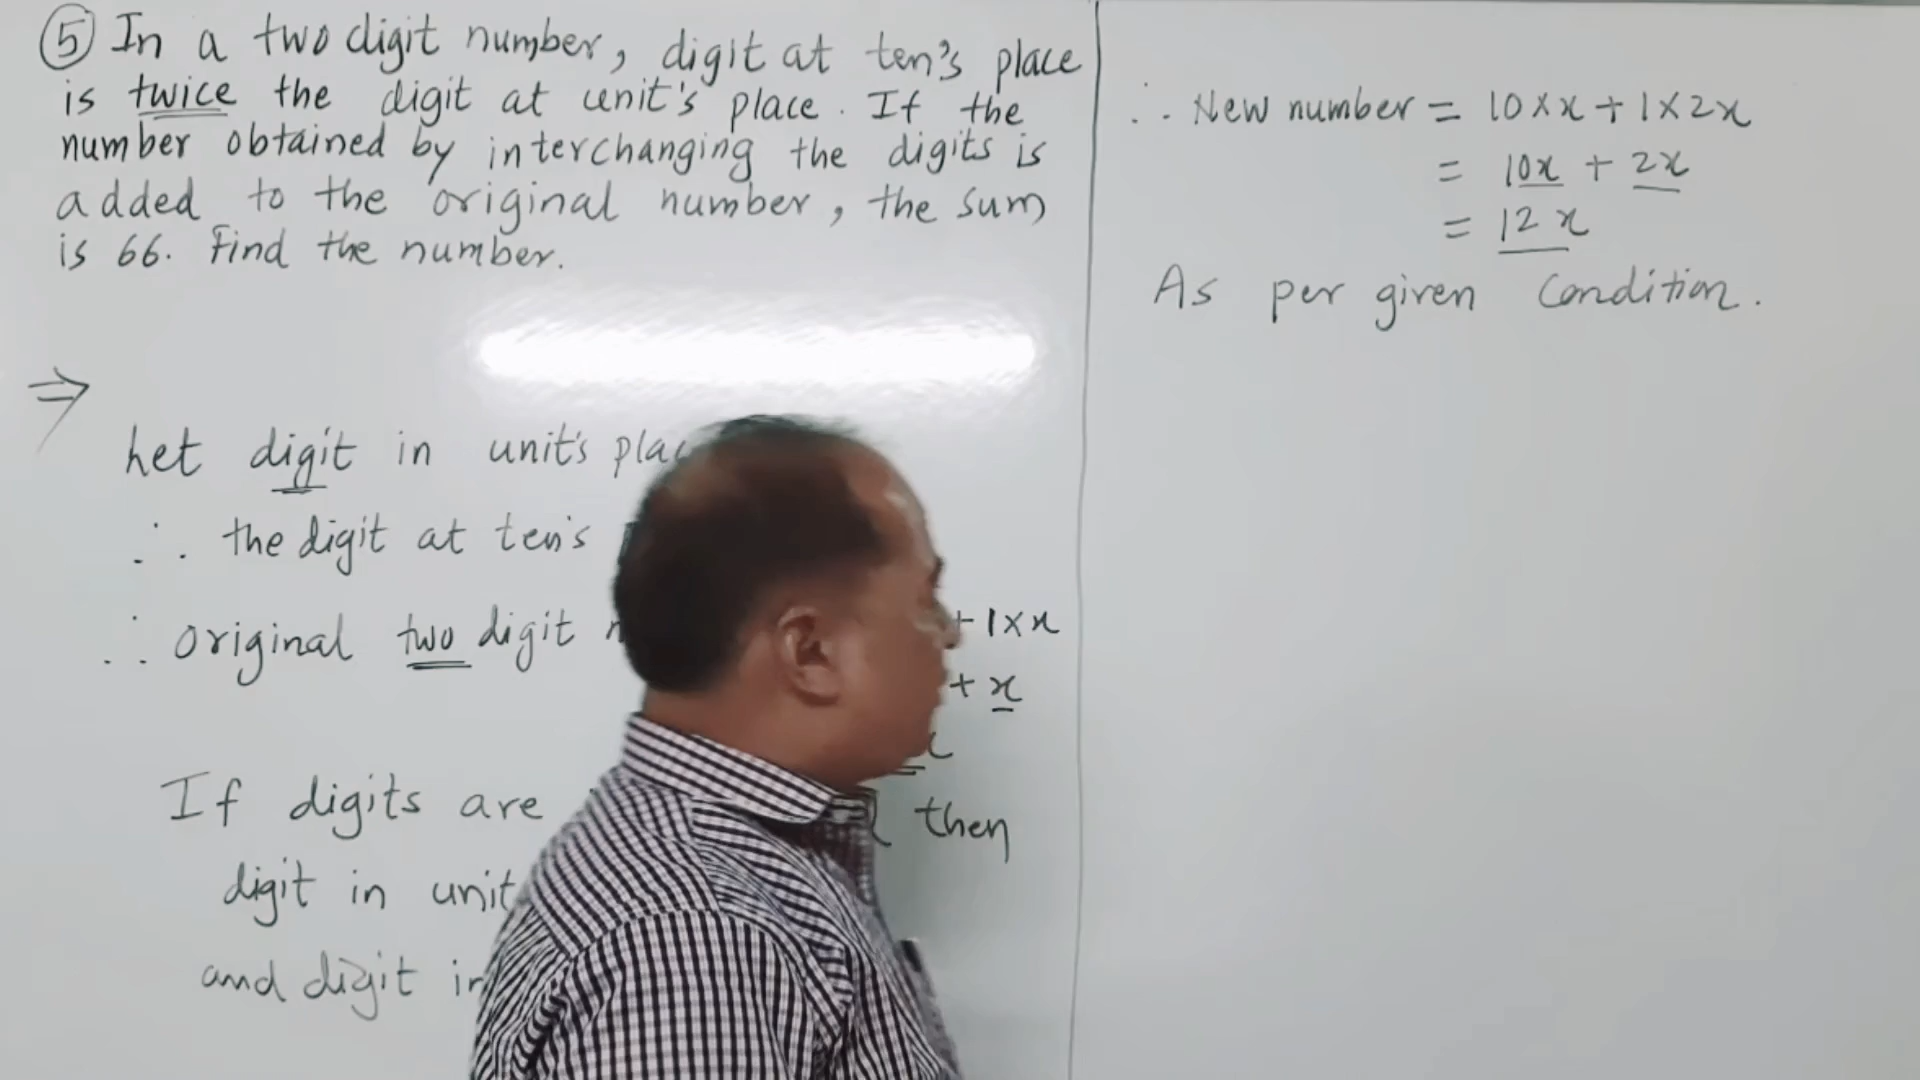 ⑤ In a two digit number, digit at ten's place
is twice the digit at unit's place. If the
number obtained by interchanging the digits is
added to the original number, the sum
is 66. Find the number.
⇒
Let digit in unit's
∴ the digit at ten's
∴ original two digit + 1×x
+ x
If digits are then
digit in unit
and digit in
∴ New number = 10×x + 1×2x
= 10x + 2x
= 12x
As per given condition.